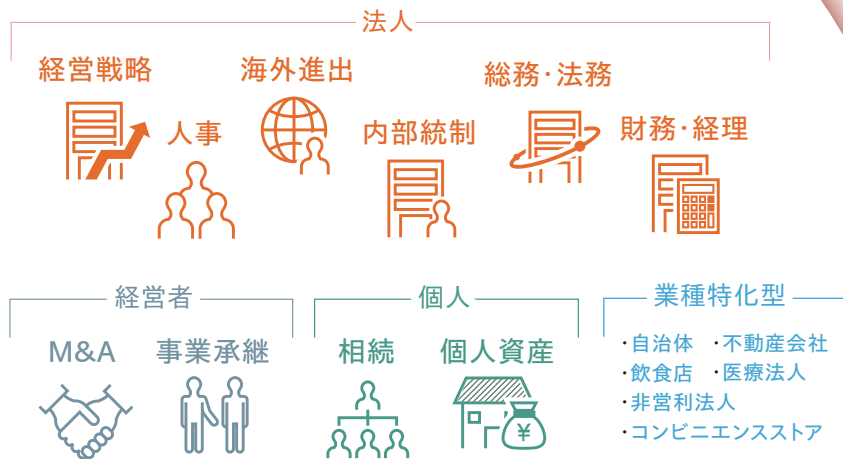 法人
経営戦略
人事
海外進出
内部統制
総務・法務
財務・経理
経営者
M&A
事業承継
個人
相続
個人資産
¥
業種特化型
・自治体 ・不動産会社
・飲食店 ・医療法人
・非営利法人
・コンビニエンスストア